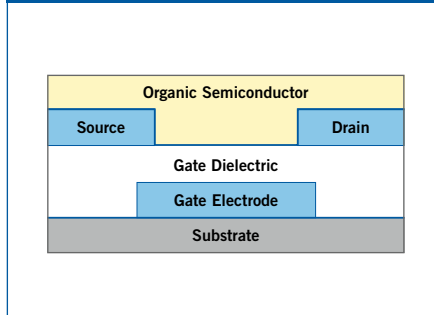 Organic Semiconductor
Source
Drain
Gate Dielectric
Gate Electrode
Substrate